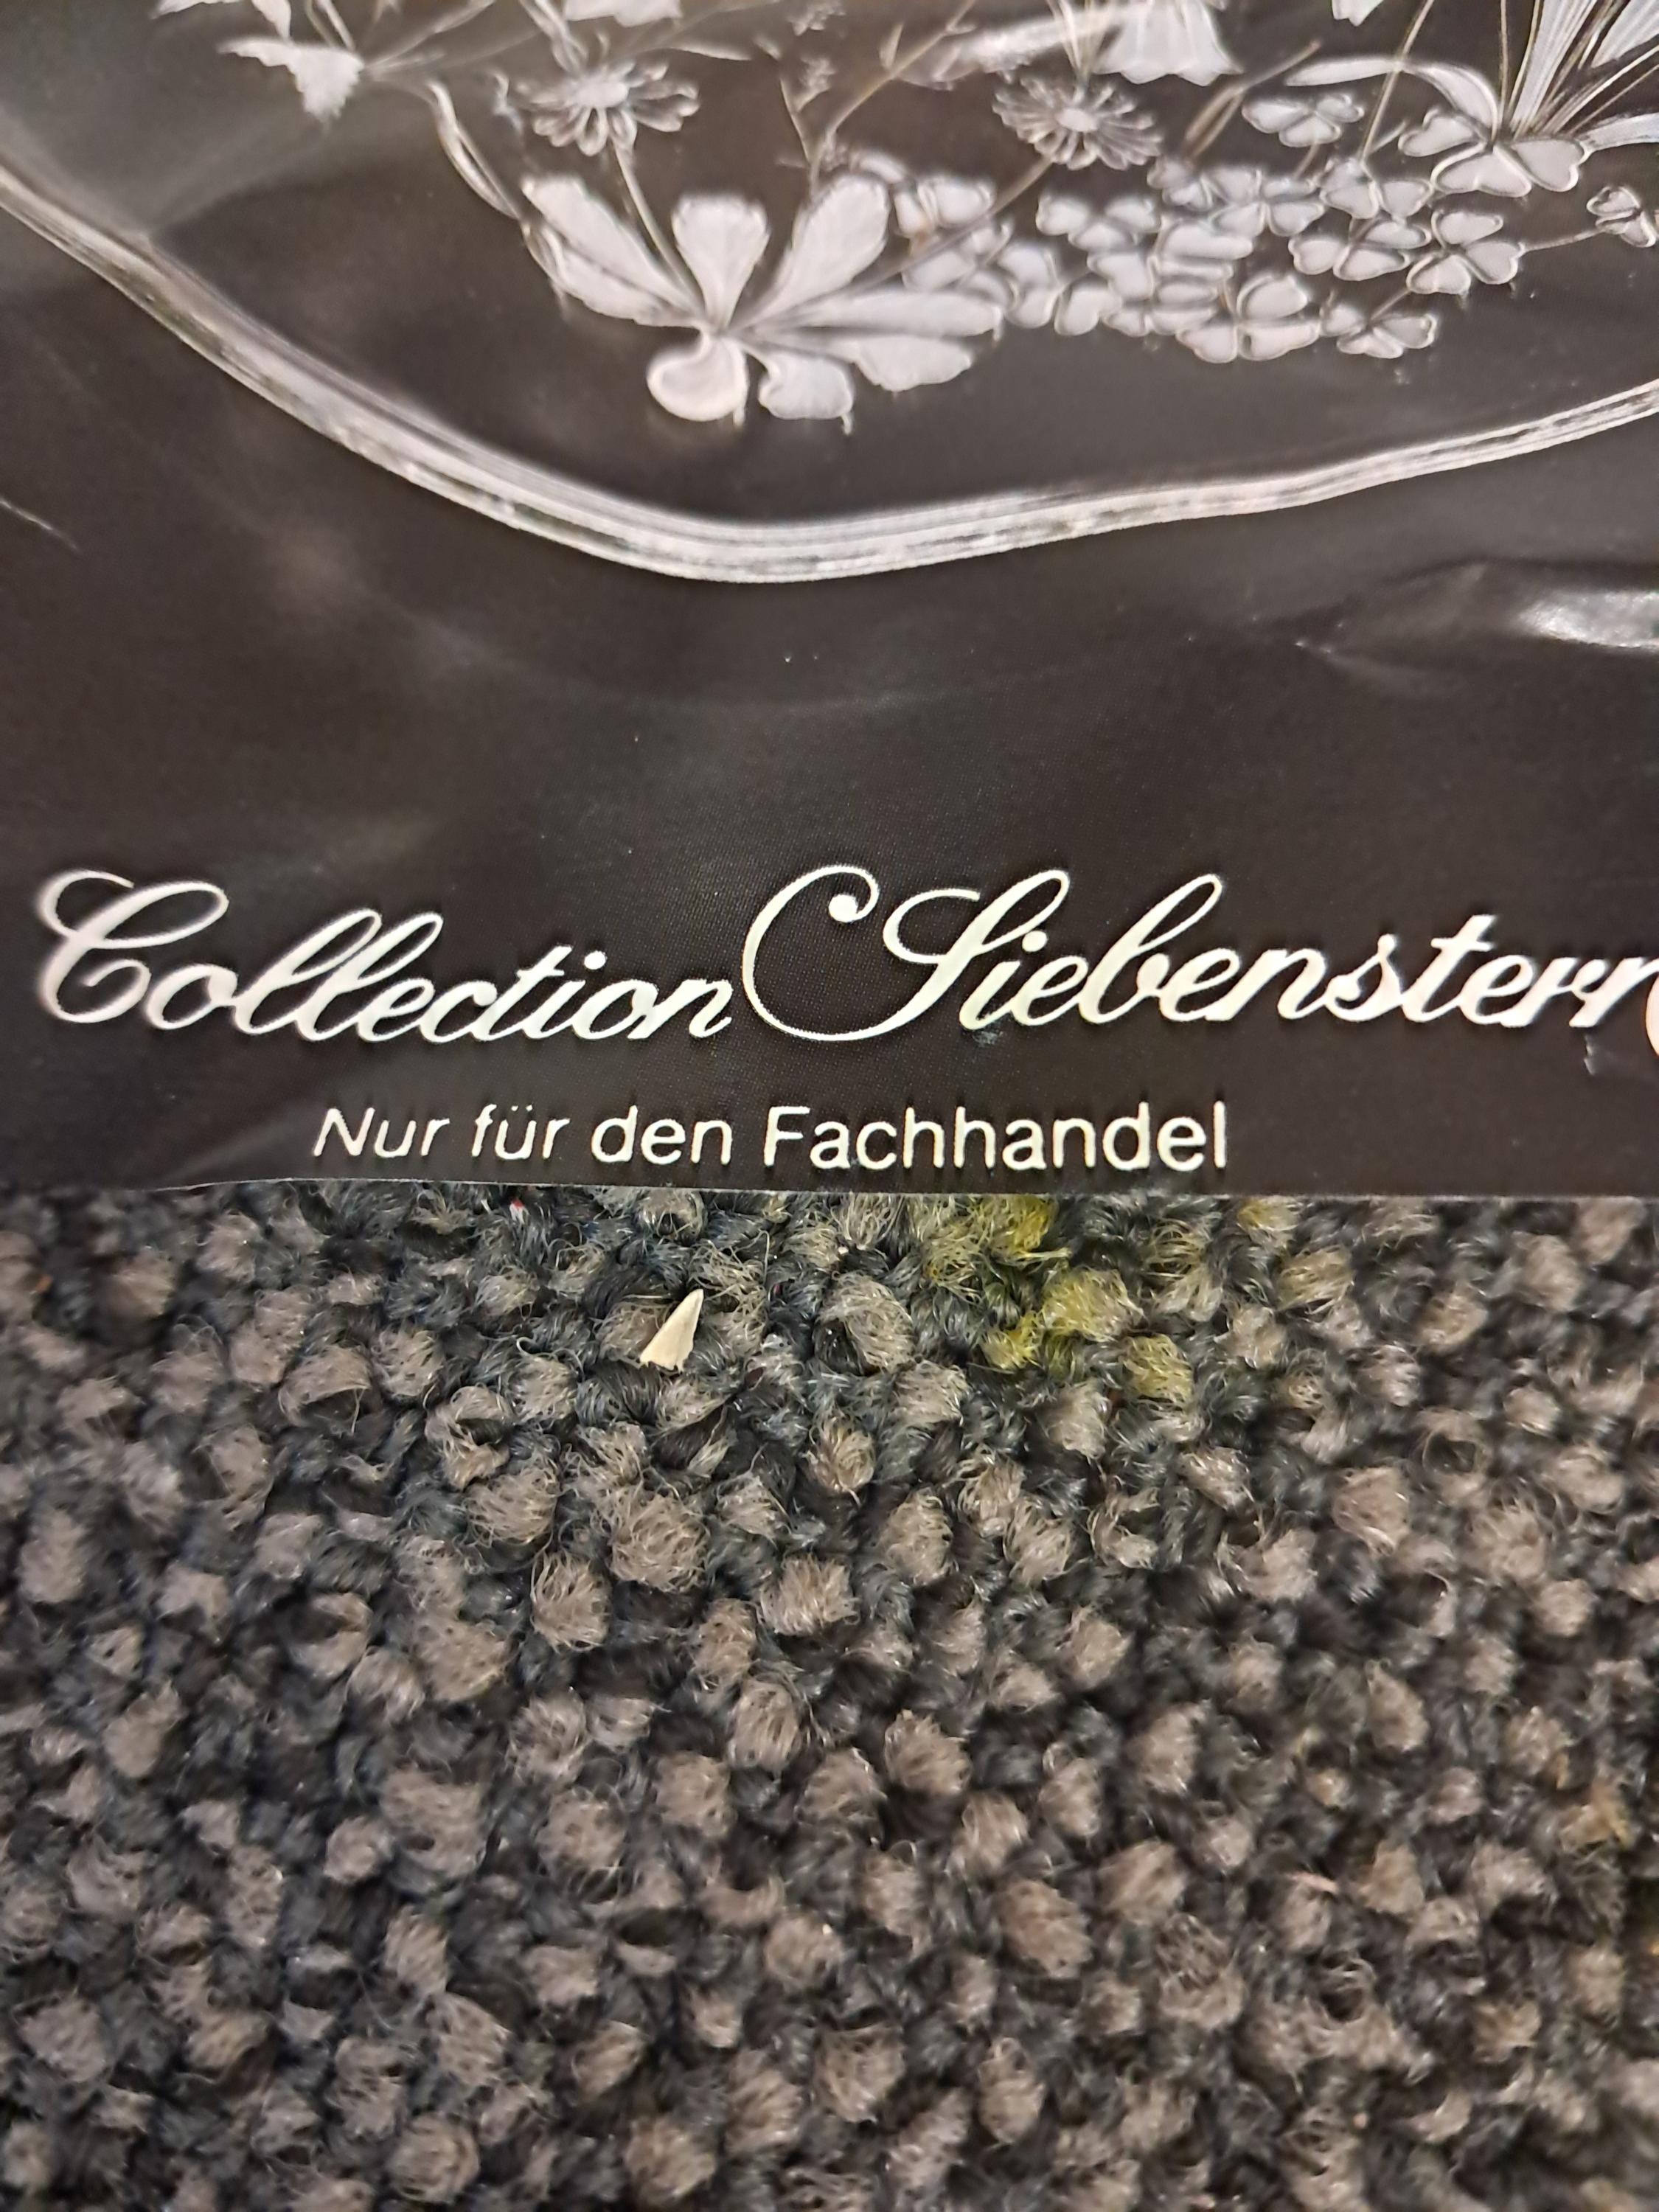 Collection Siebenstern
Nur für den Fachhandel